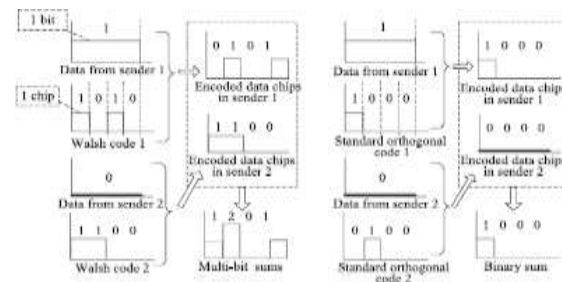 1 bit
1
Data from sender 1
1 chip
1 0 1 0
Walsh code 1
0
Data from sender 2
1 1 0 0
Walsh code 2
0 1 0 1
Encoded data chips
in sender 1
1 1 0 0
Encoded data chips
in sender 2
1 2 0 1
Multi-bit sums
1
Data from sender 1
1 0 0 0
Standard orthogonal
code 1
0
Data from sender 2
0 1 0 0
Standard orthogonal
code 2
1 0 0 0
Encoded data chips
in sender 1
0 0 0 0
Encoded data chips
in sender 2
1 0 0 0
Binary sum